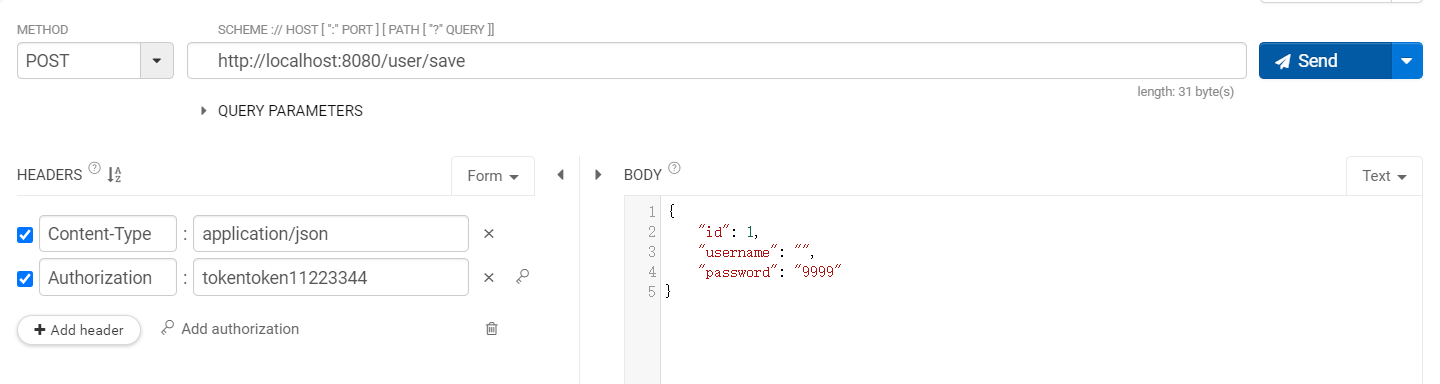 METHOD
SCHEME :// HOST [ ":" PORT ] [ PATH [ "?" QUERY ]]
POST
http://localhost:8080/user/save
Send
length: 31 byte(s)
QUERY PARAMETERS
HEADERS ? A Z
Form
BODY ?
Text
Content-Type : application/json
Authorization : tokentoken11223344
Add header
Add authorization
1 {
2 "id": 1,
3 "username": "",
4 "password": "9999"
5 }